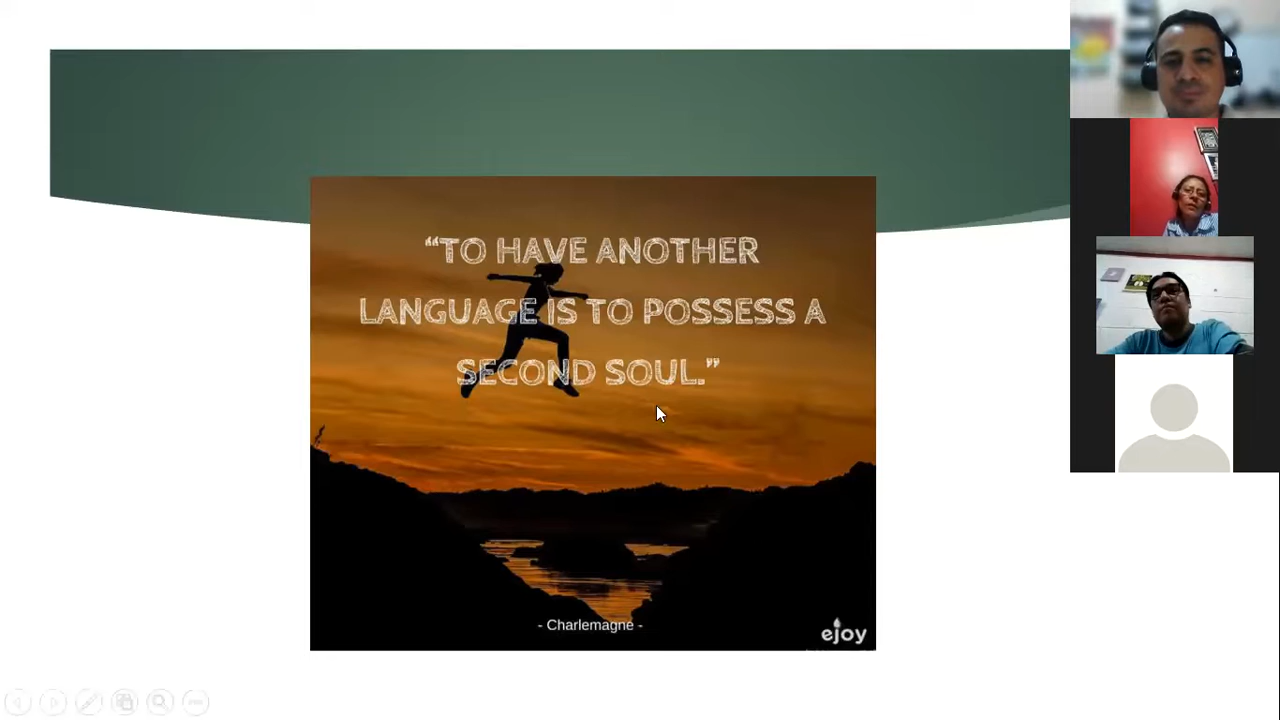 “TO HAVE ANOTHER
LANGUAGE IS TO POSSESS A
SECOND SOUL.”
- Charlemagne -
ejoy